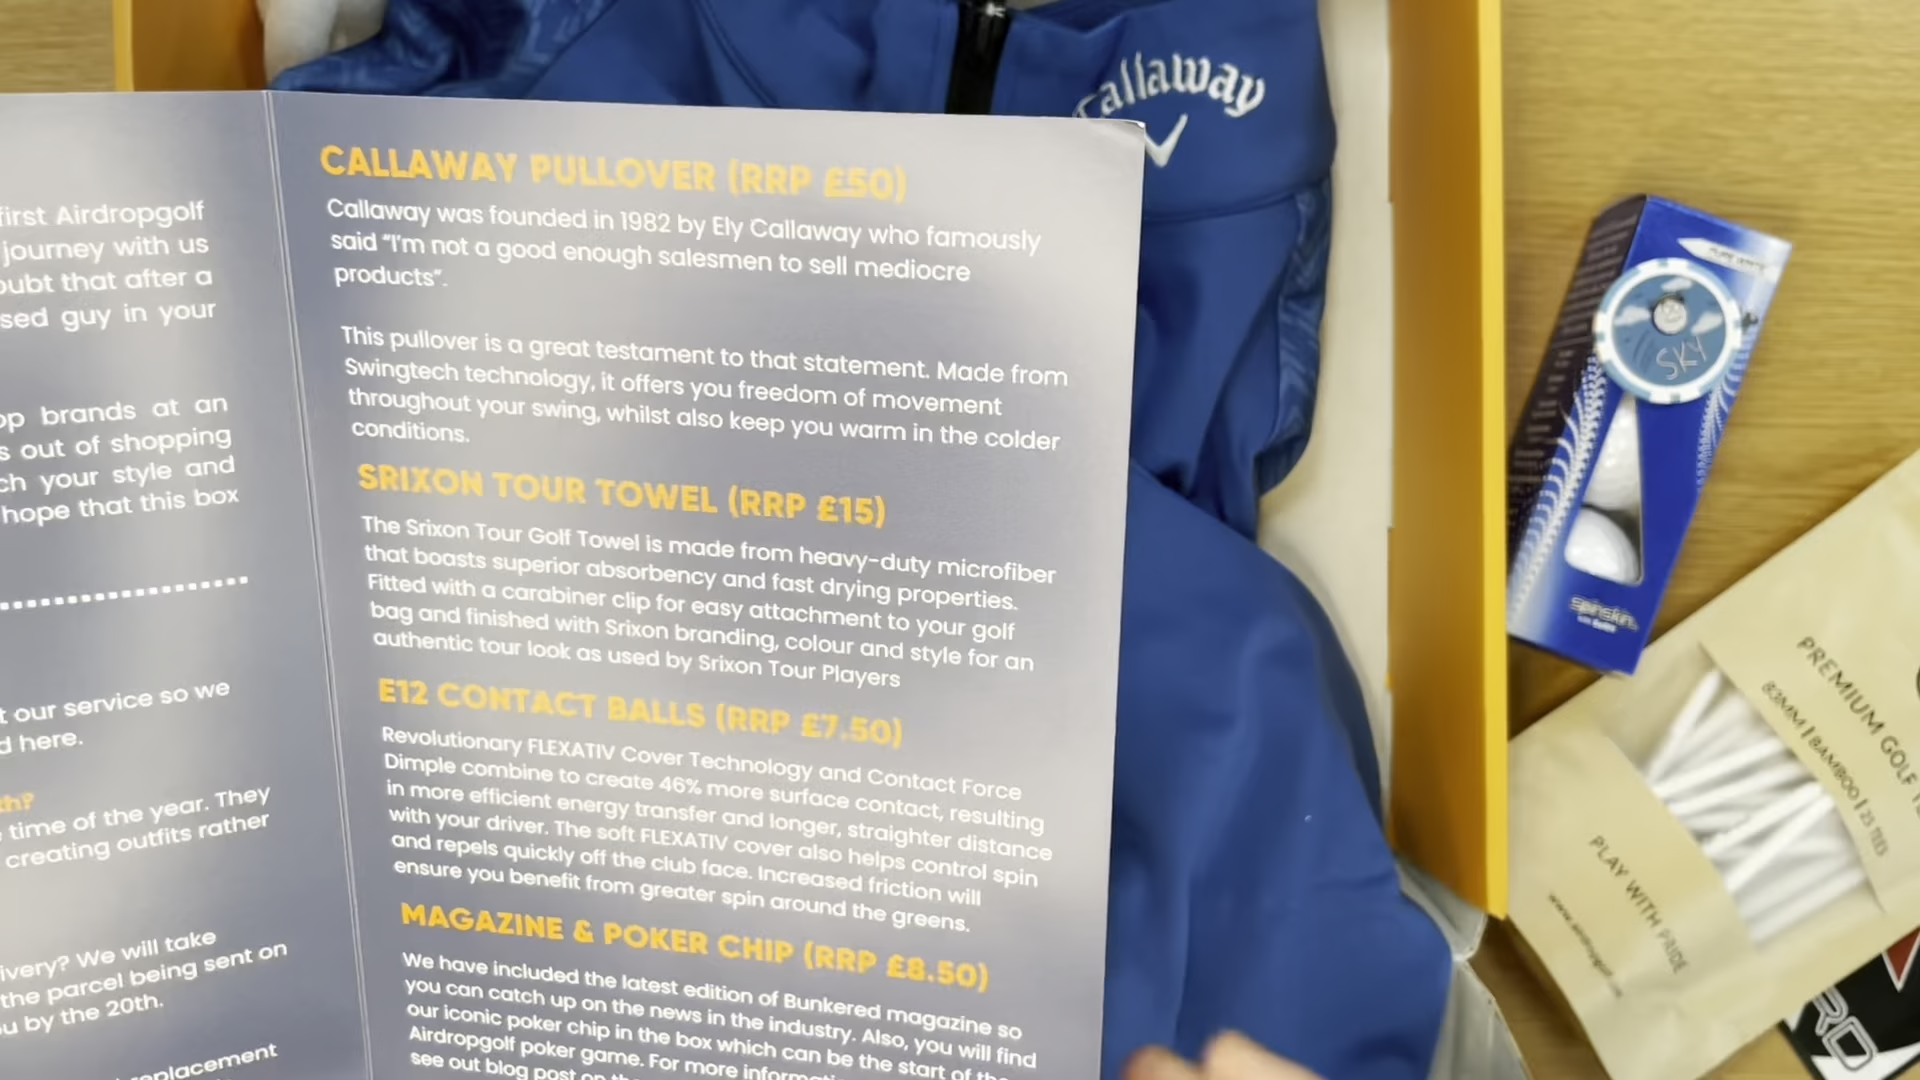 Callaway
first Airdropgolf
journey with us
oubt that after a
sed guy in your
op brands at an
s out of shopping
ch your style and
hope that this box
t our service so we
d here.
th?
time of the year. They
creating outfits rather
ivery? We will take
the parcel being sent on
u by the 20th.
replacement
CALLAWAY PULLOVER (RRP £50)
Callaway was founded in 1982 by Ely Callaway who famously
said "I'm not a good enough salesmen to sell mediocre
products".
This pullover is a great testament to that statement. Made from
Swingtech technology, it offers you freedom of movement
throughout your swing, whilst also keep you warm in the colder
conditions.
SRIXON TOUR TOWEL (RRP £15)
The Srixon Tour Golf Towel is made from heavy-duty microfiber
that boasts superior absorbency and fast drying properties.
Fitted with a carabiner clip for easy attachment to your golf
bag and finished with Srixon branding, colour and style for an
authentic tour look as used by Srixon Tour Players
E12 CONTACT BALLS (RRP £7.50)
Revolutionary FLEXATIV Cover Technology and Contact Force
Dimple combine to create 46% more surface contact, resulting
in more efficient energy transfer and longer, straighter distance
with your driver. The soft FLEXATIV cover also helps control spin
and repels quickly off the club face. Increased friction will
ensure you benefit from greater spin around the greens.
MAGAZINE & POKER CHIP (RRP £8.50)
We have included the latest edition of Bunkered magazine so
you can catch up on the news in the industry. Also, you will find
our iconic poker chip in the box which can be the start of the
Airdropgolf poker game. For more informati
see out blog post on the
SKY
PREMIUM GOLF
83MM | BAMBOO | 25 TEES
PLAY WITH PRIDE